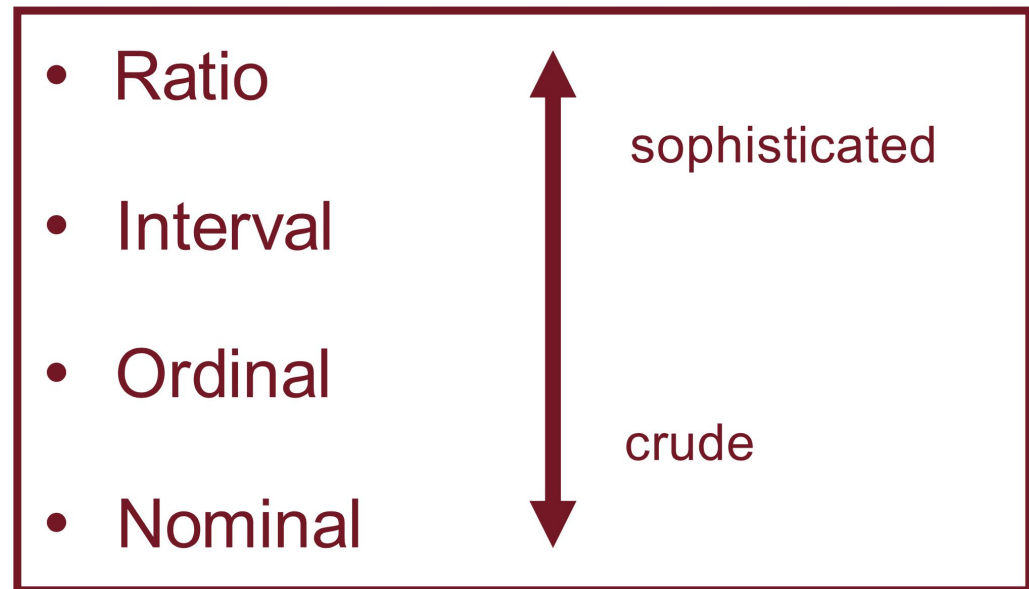 • Ratio
sophisticated
• Interval
• Ordinal
crude
• Nominal